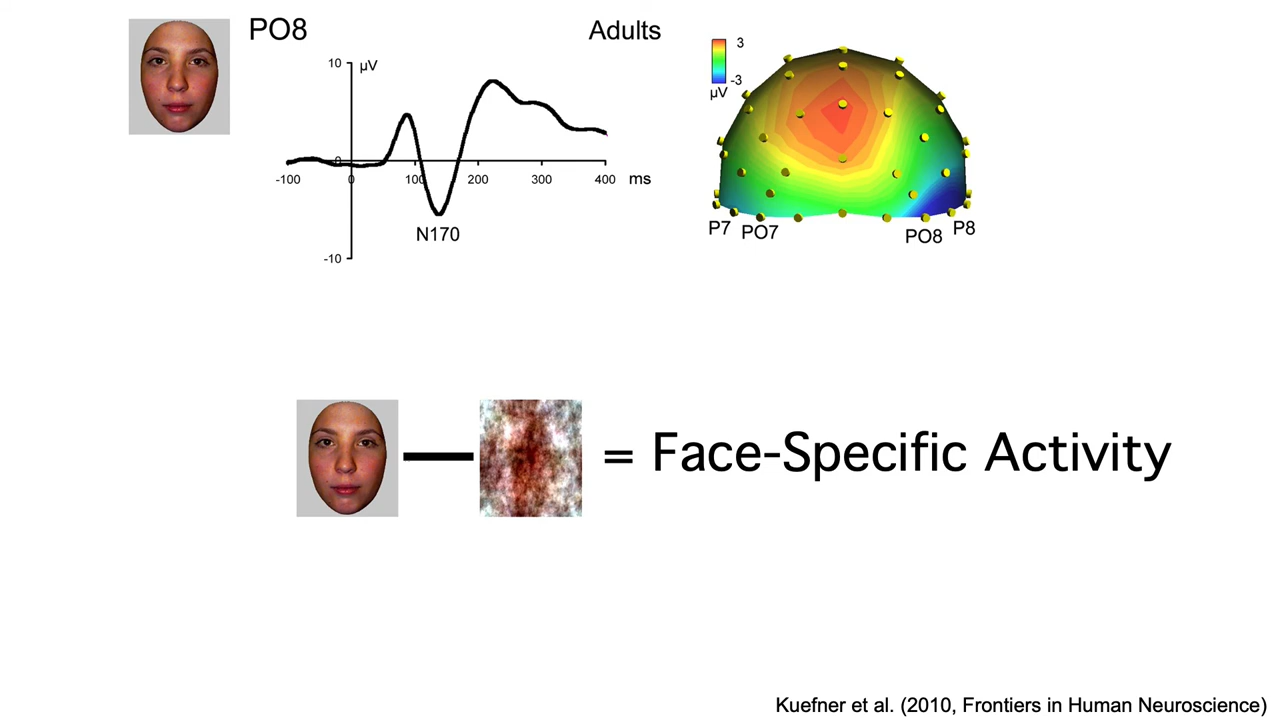 PO8
Adults
10
µV
0
-10
-100
0
100
200
300
400
ms
N170
3
-3
µV
P7
PO7
PO8
P8
= Face-Specific Activity
Kuefner et al. (2010, Frontiers in Human Neuroscience)